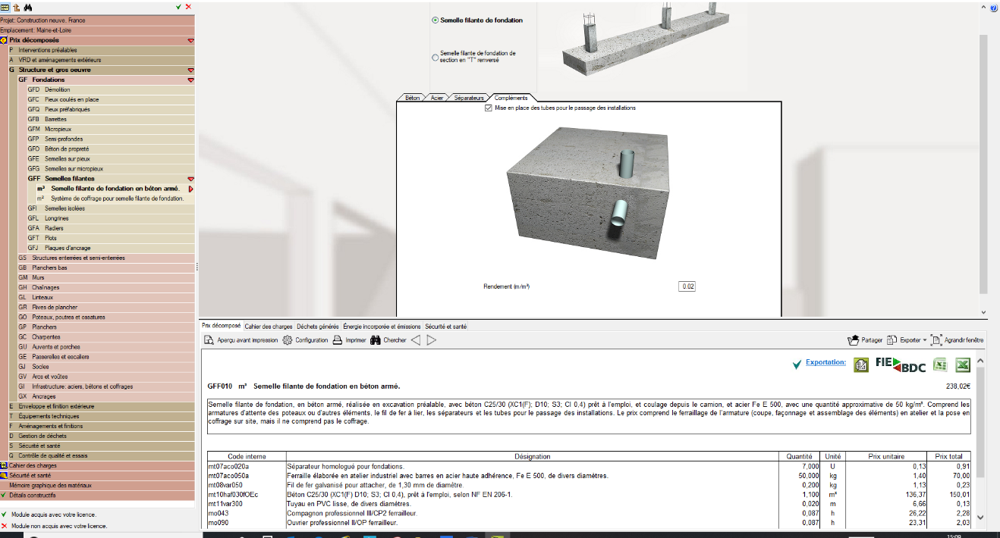 Projet: Construction neuve. France
Emplacement: Maine-et-Loire
Prix décomposés
P Interventions préalables
A VRD et aménagements extérieurs
G Structure et gros oeuvre
GF Fondations
GFD Démolition
GFC Pieux coulés en place
GFQ Pieux préfabriqués
GFB Barrettes
GFM Micropieux
GFP Semi-profondes
GFO Béton de propreté
GFE Semelles sur pieux
GFG Semelles sur micropieux
GFF Semelles filantes
m³ Semelle filante de fondation en béton armé.
m² Système de coffrage pour semelle filante de fondation.
GFI Semelles isolées
GFL Longrines
GFA Radiers
GFT Plots
GFJ Plaques d'ancrage
GS Structures enterrées et semi-enterrées
GB Planchers bas
GM Murs
GH Chaînages
GL Linteaux
GR Rives de plancher
GO Poteaux, poutres et ossatures
GP Planchers
GC Charpentes
GU Auvents et porches
GE Passerelles et escaliers
GJ Socles
GV Arcs et voûtes
GI Infrastructure: aciers, bétons et coffrages
GX Ancrages
E Enveloppe et finition extérieure
T Équipements techniques
F Aménagements et finitions
D Gestion de déchets
S Sécurité et santé
Q Contrôle de qualité et essais
Cahier des charges
Sécurité et santé
Mémoire graphique des matériaux
Détails constructifs
Module acquis avec votre licence.
Module non acquis avec votre licence.
Semelle filante de fondation
Semelle filante de fondation de
section en "T" renversé
Béton Acier Séparateurs Compléments
Mise en place des tubes pour le passage des installations
Rendement (m/m³) 0.02
Prix décomposé Cahier des charges Déchets générés Énergie incorporée et émissions Sécurité et santé
Aperçu avant impression Configuration Imprimer Chercher Partager Exporter Agrandir fenêtre
Exportation: FIE BDC
GFF010 m³ Semelle filante de fondation en béton armé. 238,02€
Semelle filante de fondation, en béton armé, réalisée en excavation préalable, avec béton C25/30 (XC1(F); D10; S3; Cl 0,4) prêt à l'emploi, et coulage depuis le camion, et acier Fe E 500, avec une quantité approximative de 50 kg/m³. Comprend les
armatures d'attente des poteaux ou d'autres éléments, le fil de fer à lier, les séparateurs et les tubes pour le passage des installations. Le prix comprend le ferraillage de l'armature (coupe, façonnage et assemblage des éléments) en atelier et la pose en
coffrage sur site, mais il ne comprend pas le coffrage.
Code interne Désignation Quantité Unité Prix unitaire Prix total
mt07aco020a Séparateur homologué pour fondations. 7,000 U 0,13 0,91
mt07aco050a Ferraille élaborée en atelier industriel avec barres en acier haute adhérence, Fe E 500, de divers diamètres. 50,000 kg 1,40 70,00
mt08var050 Fil de fer galvanisé pour attacher, de 1,30 mm de diamètre. 0,200 kg 1,13 0,23
mt10haf030fOEc Béton C25/30 (XC1(F) D10; S3; Cl 0,4), prêt à l'emploi, selon NF EN 206-1. 1,100 m³ 136,37 150,01
mt11var300 Tuyau en PVC lisse, de divers diamètres. 0,020 m 6,66 0,13
mo043 Compagnon professionnel III/CP2 ferrailleur. 0,087 h 26,22 2,28
mo090 Ouvrier professionnel II/OP ferrailleur. 0,087 h 23,31 2,03